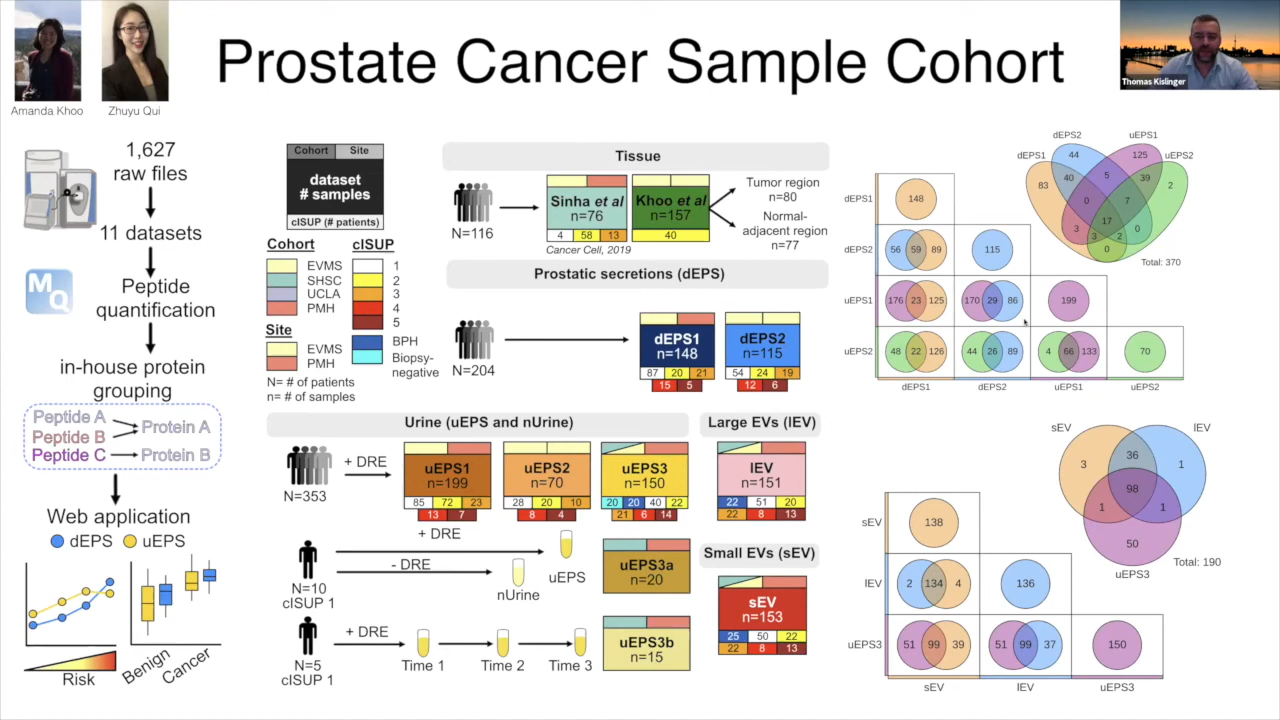 Prostate Cancer Sample Cohort
Amanda Khoo
Zhuyu Qui
Thomas Kislinger
1,627
raw files
11 datasets
MQ
Peptide
quantification
in-house protein
grouping
Peptide A
Peptide B
Peptide C
Protein A
Protein B
Web application
dEPS
uEPS
Risk
Benign
Cancer
Cohort
Site
dataset
# samples
cISUP (# patients)
Cohort
EVMS
SHSC
UCLA
PMH
cISUP
1
2
3
4
5
BPH
Biopsy-
negative
Site
EVMS
PMH
N= # of patients
n= # of samples
Tissue
N=116
Sinha et al
n=76
4 58 13
Cancer Cell, 2019
Khoo et al
n=157
40
Tumor region
n=80
Normal-
adjacent region
n=77
Prostatic secretions (dEPS)
N=204
dEPS1
n=148
87 20 21
15 5
dEPS2
n=115
54 24 19
12 6
Urine (uEPS and nUrine)
N=353
+ DRE
uEPS1
n=199
85 72 23
13 7
uEPS2
n=70
28 20 10
8 4
uEPS3
n=150
20 20 40 22
21 6 14
+ DRE
- DRE
N=10
cISUP 1
nUrine
uEPS
uEPS3a
n=20
+ DRE
N=5
cISUP 1
Time 1
Time 2
Time 3
uEPS3b
n=15
Large EVs (lEV)
lEV
n=151
22 51 20
22 8 13
Small EVs (sEV)
sEV
n=153
25 50 22
22 8 13
dEPS1
dEPS2
uEPS1
uEPS2
83
44
125
2
40
5
39
0
7
17
3
0
3
2
0
Total: 370
dEPS1
148
dEPS2
56 59 89
115
uEPS1
176 23 125
170 29 86
199
uEPS2
48 22 126
44 26 89
4 66 133
70
dEPS1
dEPS2
uEPS1
uEPS2
sEV
lEV
3
36
1
98
1
1
50
uEPS3
Total: 190
sEV
138
lEV
2 134 4
136
uEPS3
51 99 39
51 99 37
150
sEV
lEV
uEPS3